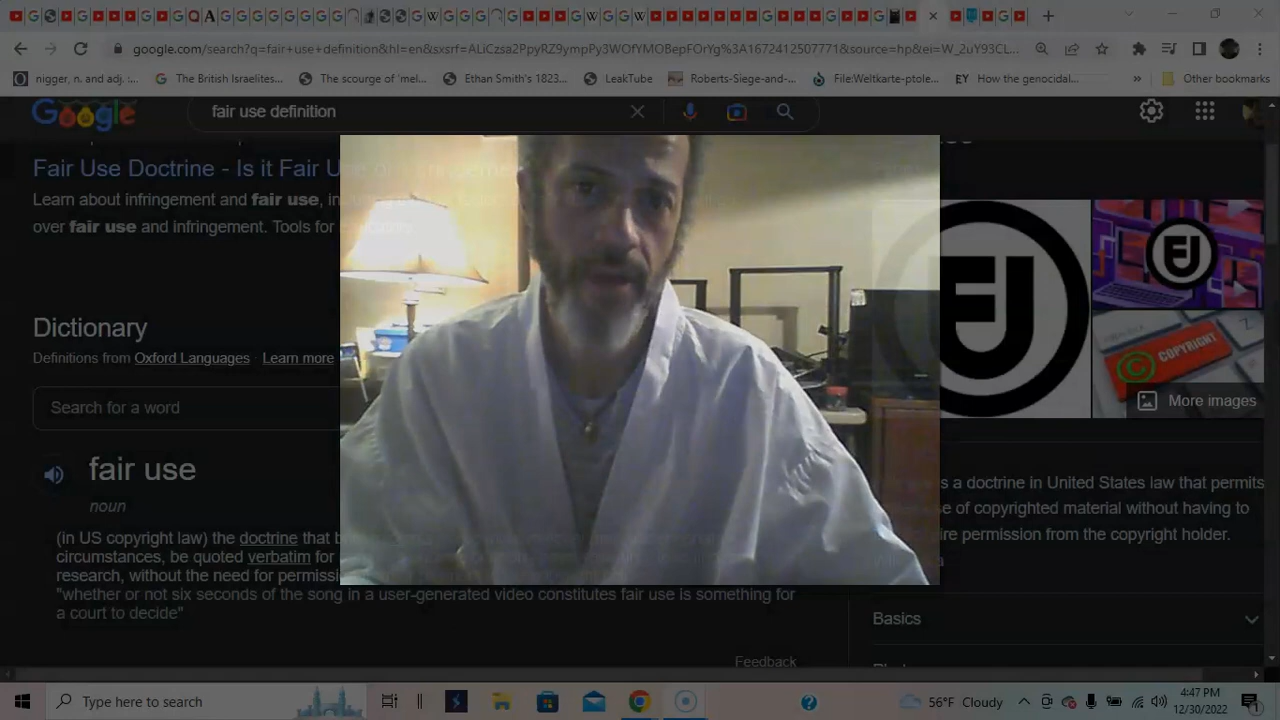 google.com/search?q=fair+use+definition&hl=en&sxsrf=ALiCzsa2PpyRZ9ympPy3WOfYMOBepFOrYg%3A1672412507771&source=hp&ei=W_2uY93CL...
nigger, n. and adj. :...
The British Israelites...
The scourge of 'mel...
Ethan Smith's 1823...
LeakTube
Roberts-Siege-and-...
File:Weltkarte-ptole...
EY How the genocidal...
»
Other bookmarks
Google
fair use definition
Fair Use Doctrine - Is it Fair
Learn about infringement and fair use,
over fair use and infringement. Tools for
Dictionary
Definitions from Oxford Languages · Learn more
Search for a word
fair use
noun
(in US copyright law) the doctrine that
circumstances, be quoted verbatim for
research, without the need for
"whether or not six seconds of the song in a user-generated video constitutes fair use is something for
a court to decide"
Feedback
COPYRIGHT
More images
is a doctrine in United States law that permits
of copyrighted material without having to
permission from the copyright holder.
Basics
Type here to search
56°F Cloudy
4:47 PM
12/30/2022